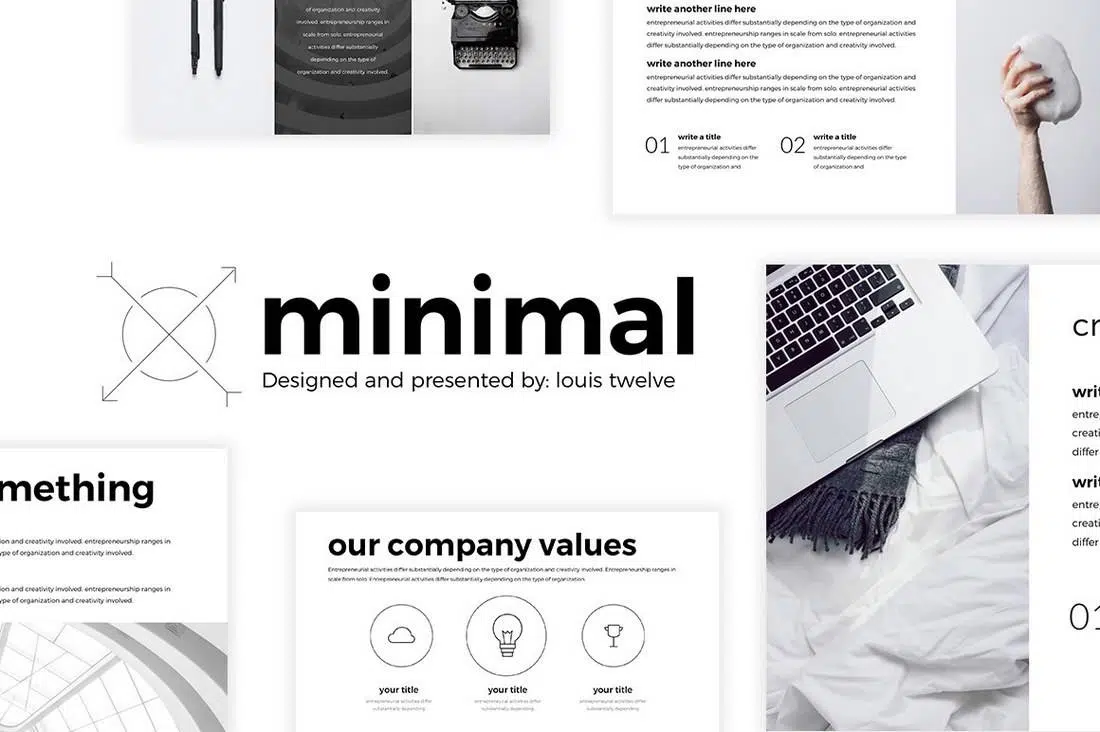 of organization and creativity
involved. entrepreneurship ranges in
scale from solo. entrepreneurial
activities differ substantially
depending on the type of
organization and creativity involved.
write another line here
entrepreneurial activities differ substantially depending on the type of organization and
creativity involved. entrepreneurship ranges in scale from solo. entrepreneurial activities
differ substantially depending on the type of organization and creativity involved.
write another line here
entrepreneurial activities differ substantially depending on the type of organization and
creativity involved. entrepreneurship ranges in scale from solo. entrepreneurial activities
differ substantially depending on the type of organization and creativity involved.
01
write a title
entrepreneurial activities differ
substantially depending on the
type of organization and
02
write a title
entrepreneurial activities differ
substantially depending on the type
of organization and
minimal
Designed and presented by: louis twelve
mething
ion and creativity involved. entrepreneurship ranges in
ype of organization and creativity involved.
ion and creativity involved. entrepreneurship ranges in
ype of organization and creativity involved.
our company values
Entrepreneurial activities differ substantially depending on the type of organization and creativity involved. Entrepreneurship ranges in
scale from solo. Entrepreneurial activities differ substantially depending on the type of organization.
your title
entrepreneurial activities differ
substantially depending
your title
entrepreneurial activities differ
substantially depending
your title
entrepreneurial activities differ
substantially depending
cr
writ
entre
creati
differ
writ
entre
creati
differ
01